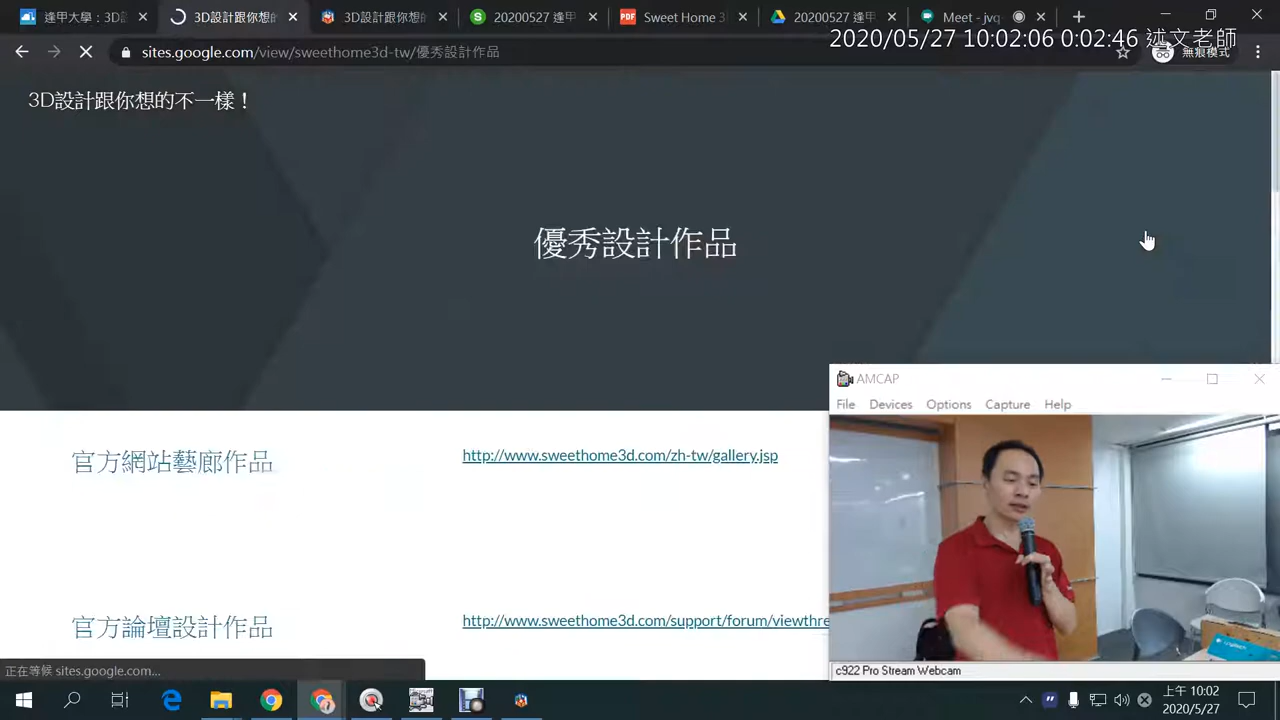 逢甲大學：3D設
3D設計跟你想的
3D設計跟你想的
20200527 逢甲
Sweet Home 3
20200527 逢甲
Meet - jvq
2020/05/27 10:02:06 0:02:46 述文老師
sites.google.com/view/sweethome3d-tw/優秀設計作品
無痕模式
3D設計跟你想的不一樣！
優秀設計作品
官方網站藝廊作品
http://www.sweethome3d.com/zh-tw/gallery.jsp
官方論壇設計作品
http://www.sweethome3d.com/support/forum/viewthre
正在等候 sites.google.com...
AMCAP
File Devices Options Capture Help
c922 Pro Stream Webcam
上午 10:02
2020/5/27